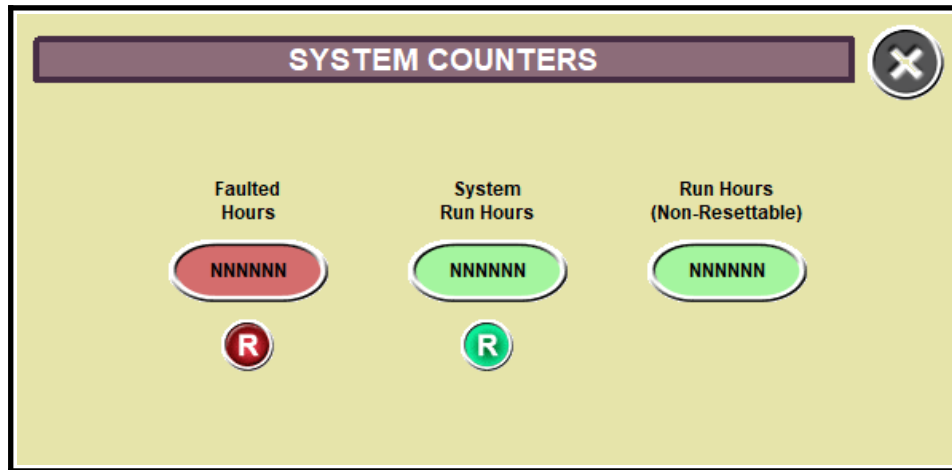 SYSTEM COUNTERS
Faulted
Hours
System
Run Hours
Run Hours
(Non-Resettable)
NNNNNN
NNNNNN
NNNNNN
R
R